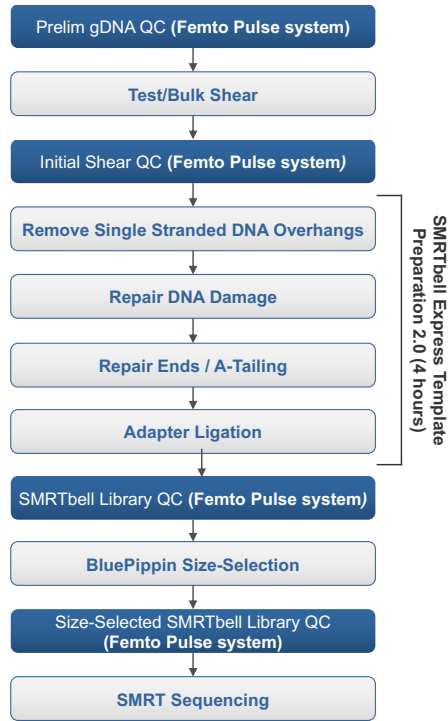 Prelim gDNA QC (Femto Pulse system)
Test/Bulk Shear
Initial Shear QC (Femto Pulse system)
Remove Single Stranded DNA Overhangs
Repair DNA Damage
Repair Ends / A-Tailing
Adapter Ligation
SMRTbell Express Template
Preparation 2.0 (4 hours)
SMRTbell Library QC (Femto Pulse system)
BluePippin Size-Selection
Size-Selected SMRTbell Library QC
(Femto Pulse system)
SMRT Sequencing